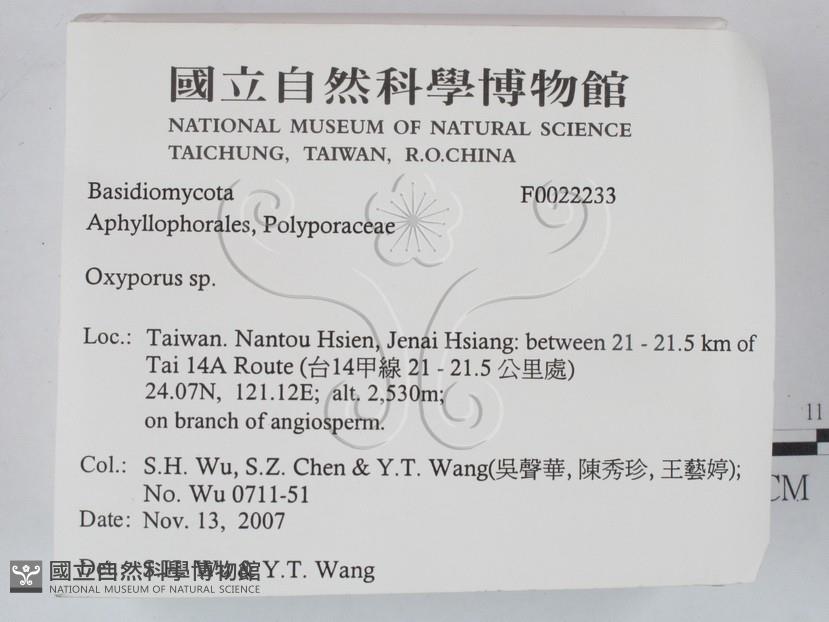 國立自然科學博物館
NATIONAL MUSEUM OF NATURAL SCIENCE
TAICHUNG, TAIWAN, R.O.CHINA
Basidiomycota F0022233
Aphyllophorales, Polyporaceae
Oxyporus sp.
Loc.: Taiwan. Nantou Hsien, Jenai Hsiang: between 21 - 21.5 km of
Tai 14A Route (台14甲線 21 - 21.5 公里處)
24.07N, 121.12E; alt. 2,530m;
on branch of angiosperm.
11
Col.: S.H. Wu, S.Z. Chen & Y.T. Wang(吳聲華, 陳秀珍, 王藝婷);
No. Wu 0711-51
CM
Date: Nov. 13, 2007
& Y.T. Wang
國立自然科學博物館
NATIONAL MUSEUM OF NATURAL SCIENCE